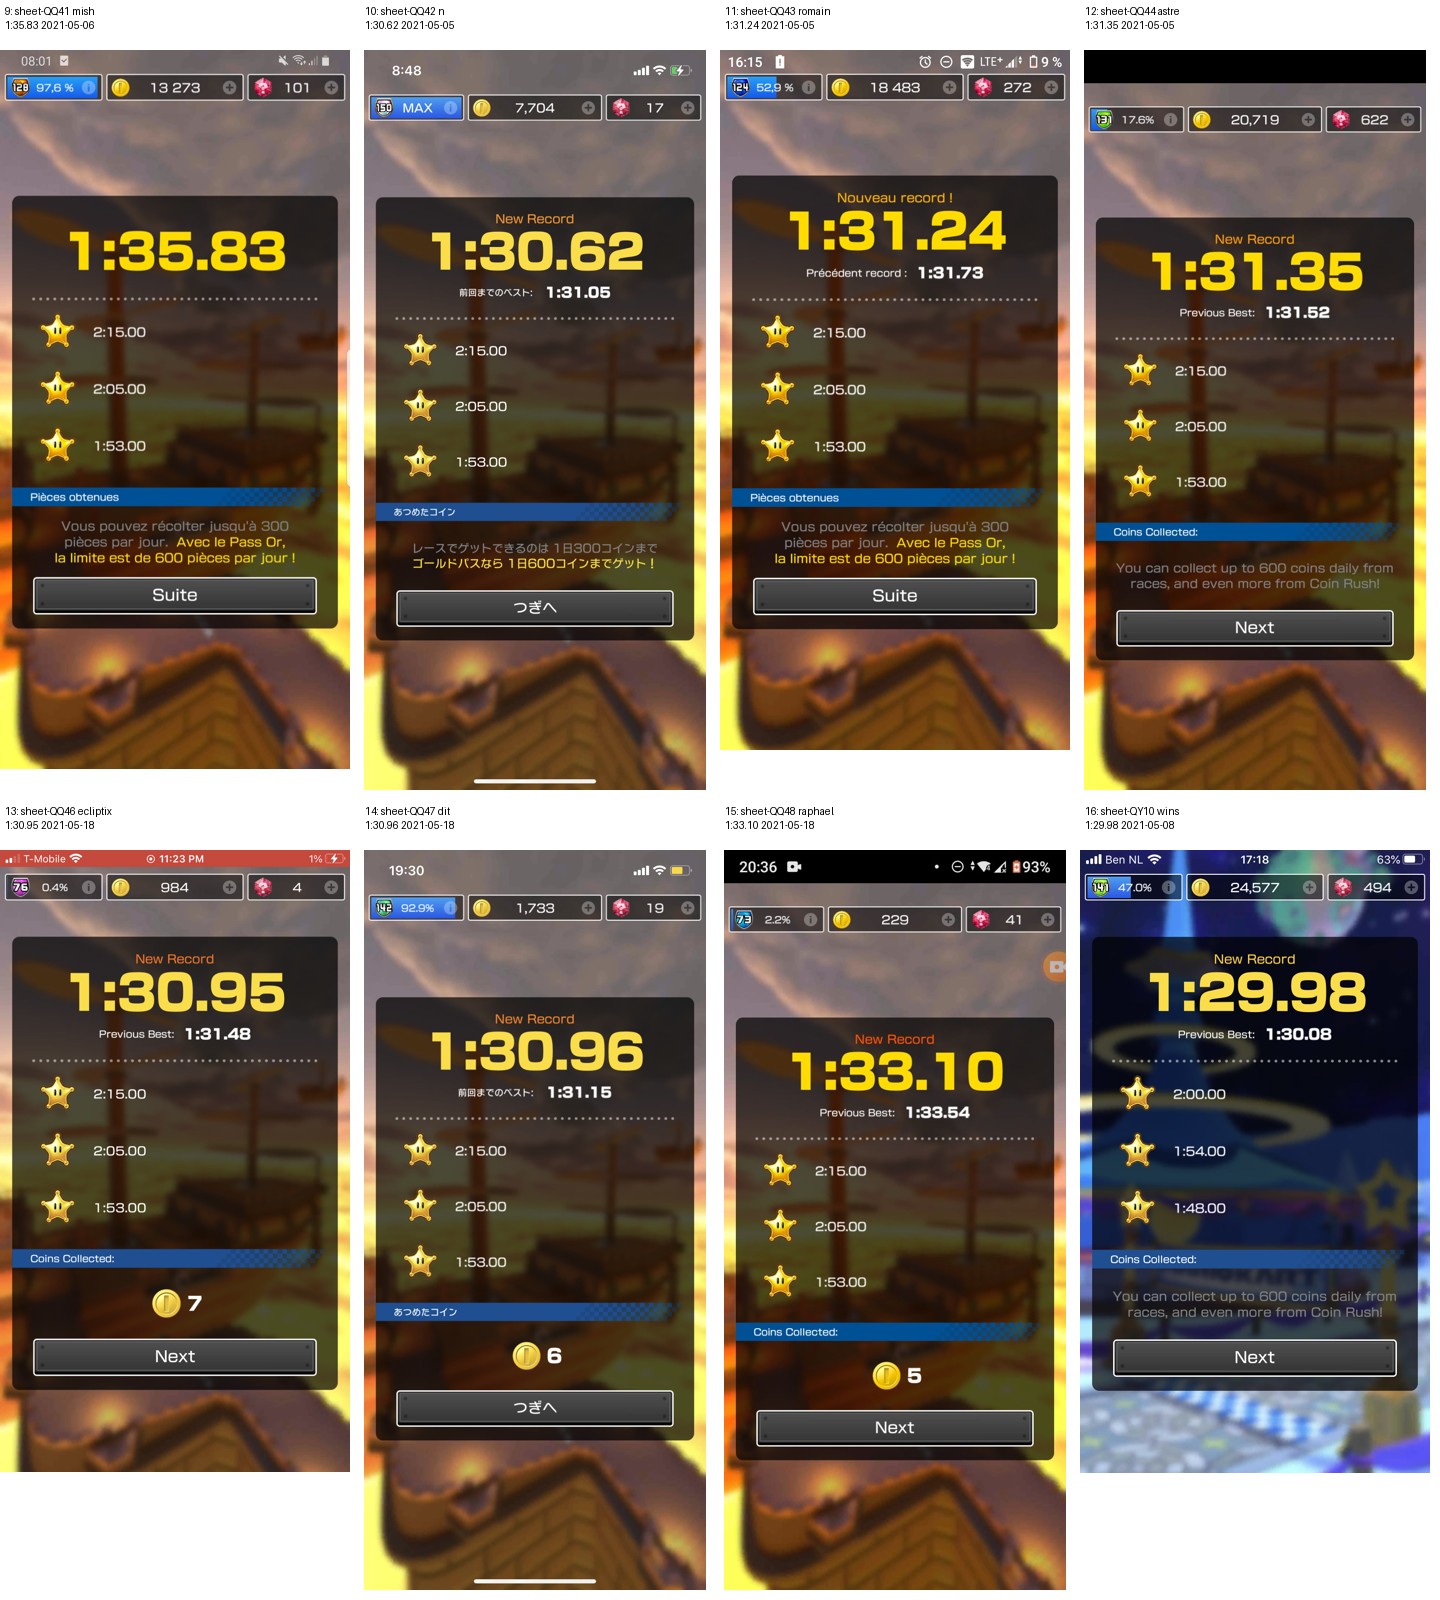 9: sheet-QQ41 mish
1:35.83 2021-05-06
08:01
128 97,6 % i 13 273 101
1:35.83
2:15.00
2:05.00
1:53.00
Pièces obtenues
Vous pouvez récolter jusqu'à 300
pièces par jour. Avec le Pass Or,
la limite est de 600 pièces par jour !
Suite
10: sheet-QQ42 n
1:30.62 2021-05-05
8:48
150 MAX i 7,704 17
New Record
1:30.62
前回までのベスト: 1:31.05
2:15.00
2:05.00
1:53.00
あつめたコイン
レースでゲットできるのは 1日300コインまで
ゴールドパスなら 1日600コインまでゲット！
つぎへ
11: sheet-QQ43 romain
1:31.24 2021-05-05
16:15 LTE+ 9 %
124 52,9 % i 18 483 272
Nouveau record !
1:31.24
Précédent record : 1:31.73
2:15.00
2:05.00
1:53.00
Pièces obtenues
Vous pouvez récolter jusqu'à 300
pièces par jour. Avec le Pass Or,
la limite est de 600 pièces par jour !
Suite
12: sheet-QQ44 astre
1:31.35 2021-05-05
131 17.6% i 20,719 622
New Record
1:31.35
Previous Best: 1:31.52
2:15.00
2:05.00
1:53.00
Coins Collected:
You can collect up to 600 coins daily from
races, and even more from Coin Rush!
Next
13: sheet-QQ46 ecliptix
1:30.95 2021-05-18
T-Mobile 11:23 PM 1%
76 0.4% i 984 4
New Record
1:30.95
Previous Best: 1:31.48
2:15.00
2:05.00
1:53.00
Coins Collected:
7
Next
14: sheet-QQ47 dit
1:30.96 2021-05-18
19:30
142 92.9% i 1,733 19
New Record
1:30.96
前回までのベスト: 1:31.15
2:15.00
2:05.00
1:53.00
あつめたコイン
6
つぎへ
15: sheet-QQ48 raphael
1:33.10 2021-05-18
20:36 93%
73 2.2% i 229 41
New Record
1:33.10
Previous Best: 1:33.54
2:15.00
2:05.00
1:53.00
Coins Collected:
5
Next
16: sheet-QY10 wins
1:29.98 2021-05-08
Ben NL 17:18 63%
141 47.0% i 24,577 494
New Record
1:29.98
Previous Best: 1:30.08
2:00.00
1:54.00
1:48.00
Coins Collected:
You can collect up to 600 coins daily from
races, and even more from Coin Rush!
Next